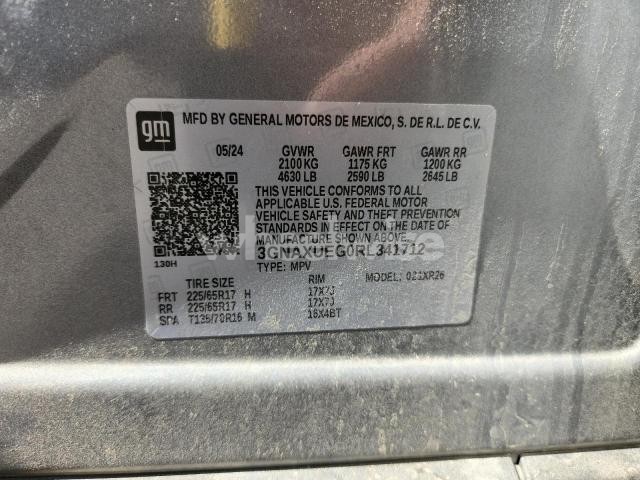 gm
MFD BY GENERAL MOTORS DE MEXICO, S. DE R.L. DE C.V.
05/24 GVWR GAWR FRT GAWR RR
2100 KG 1175 KG 1200 KG
4630 LB 2590 LB 2645 LB
THIS VEHICLE CONFORMS TO ALL
APPLICABLE U.S. FEDERAL MOTOR
VEHICLE SAFETY AND THEFT PREVENTION
STANDARDS IN EFFECT ON THE DATE OF
MANUFACTURE SHOWN ABOVE.
3GNAXUEG0RL341712
130H TYPE: MPV MODEL: 021XR26
TIRE SIZE RIM
FRT 225/65R17 H 17X7J
RR 225/65R17 H 17X7J
SPA T135/70R16 M 16X4BT